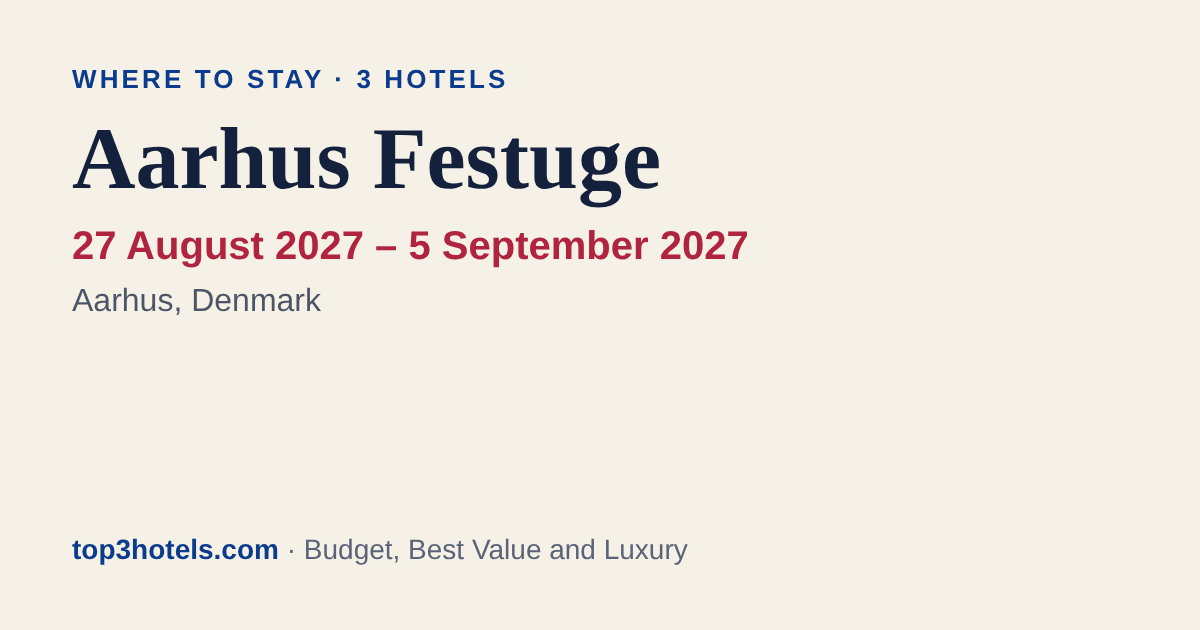 WHERE TO STAY · 3 HOTELS
Aarhus Festuge
27 August 2027 – 5 September 2027
Aarhus, Denmark
top3hotels.com · Budget, Best Value and Luxury